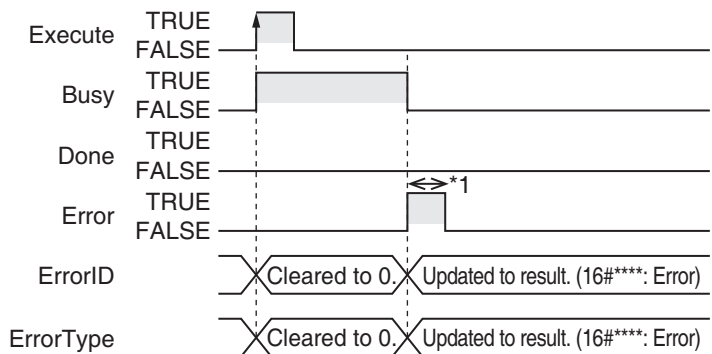 Execute TRUE
FALSE
Busy TRUE
FALSE
Done TRUE
FALSE
Error TRUE
FALSE
*1
ErrorID Cleared to 0. Updated to result. (16#****: Error)
ErrorType Cleared to 0. Updated to result. (16#****: Error)